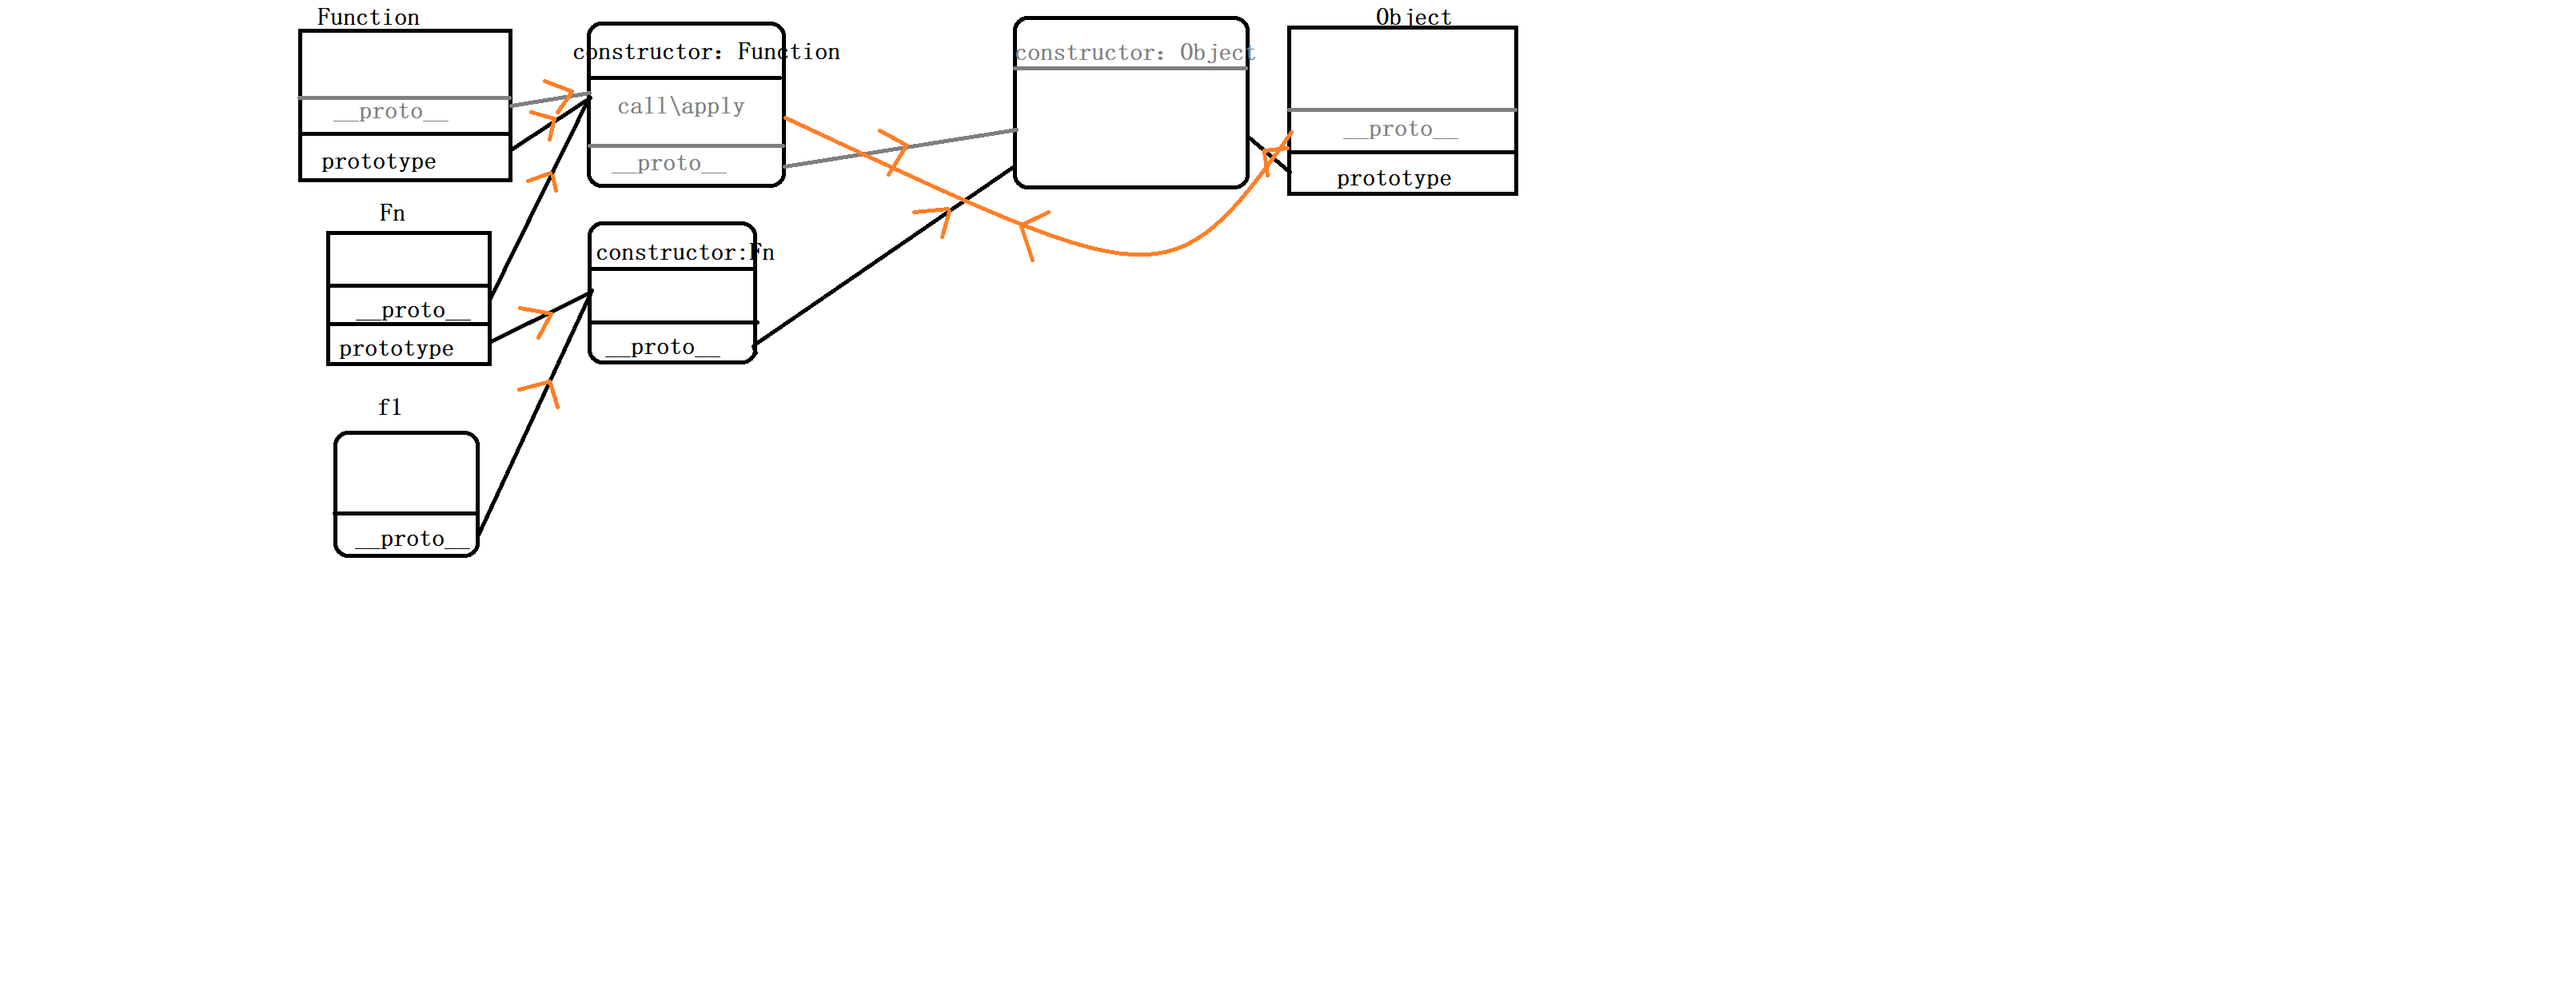 Function
__proto__
prototype
constructor：Function
call\apply
__proto__
constructor：Object
Object
__proto__
prototype
Fn
__proto__
prototype
constructor:Fn
__proto__
f1
__proto__